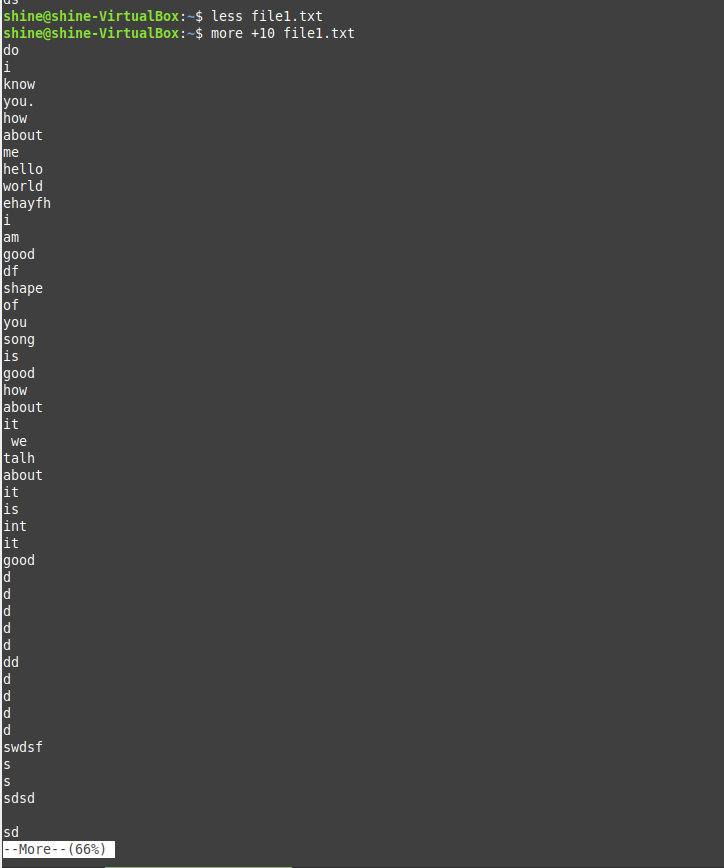 ds
shine@shine-VirtualBox:~$ less file1.txt
shine@shine-VirtualBox:~$ more +10 file1.txt
do
i
know
you.
how
about
me
hello
world
ehayfh
i
am
good
df
shape
of
you
song
is
good
how
about
it
 we
talh
about
it
is
int
it
good
d
d
d
d
d
dd
d
d
d
d
swdsf
s
s
sdsd

sd
--More--(66%)